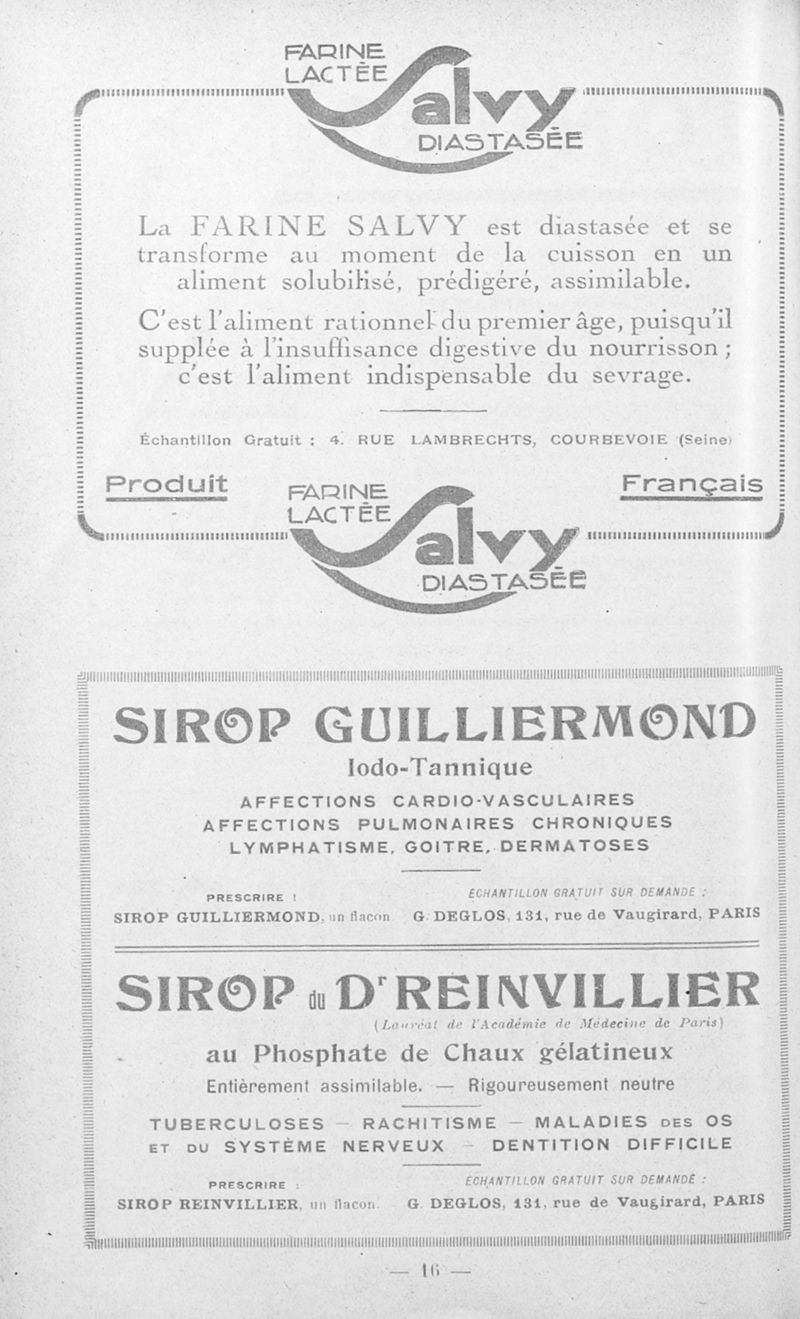 FARINE
LACTÉE
Salvy
DIASTASÉE
La FARINE SALVY est diastasée et se
transforme au moment de la cuisson en un
aliment solubilisé, prédigéré, assimilable.
C'est l'aliment rationnel du premier âge, puisqu'il
supplée à l'insuffisance digestive du nourrisson ;
c'est l'aliment indispensable du sevrage.
Échantillon Gratuit : 4. RUE LAMBRECHTS, COURBEVOIE (Seine)
Produit
Français
FARINE
LACTÉE
Salvy
DIASTASÉE
SIROP GUILLIERMOND
Iodo-Tannique
AFFECTIONS CARDIO-VASCULAIRES
AFFECTIONS PULMONAIRES CHRONIQUES
LYMPHATISME, GOITRE, DERMATOSES
PRESCRIRE :
ÉCHANTILLON GRATUIT SUR DEMANDE :
SIROP GUILLIERMOND, un flacon
G. DEGLOS, 131, rue de Vaugirard, PARIS
SIROP du Dr REINVILLIER
(Lauréat de l'Académie de Médecine de Paris)
au Phosphate de Chaux gélatineux
Entièrement assimilable. — Rigoureusement neutre
TUBERCULOSES — RACHITISME — MALADIES DES OS
ET DU SYSTÈME NERVEUX — DENTITION DIFFICILE
PRESCRIRE :
ÉCHANTILLON GRATUIT SUR DEMANDE :
SIROP REINVILLIER, un flacon.
G. DEGLOS, 131, rue de Vaugirard, PARIS
— 16 —